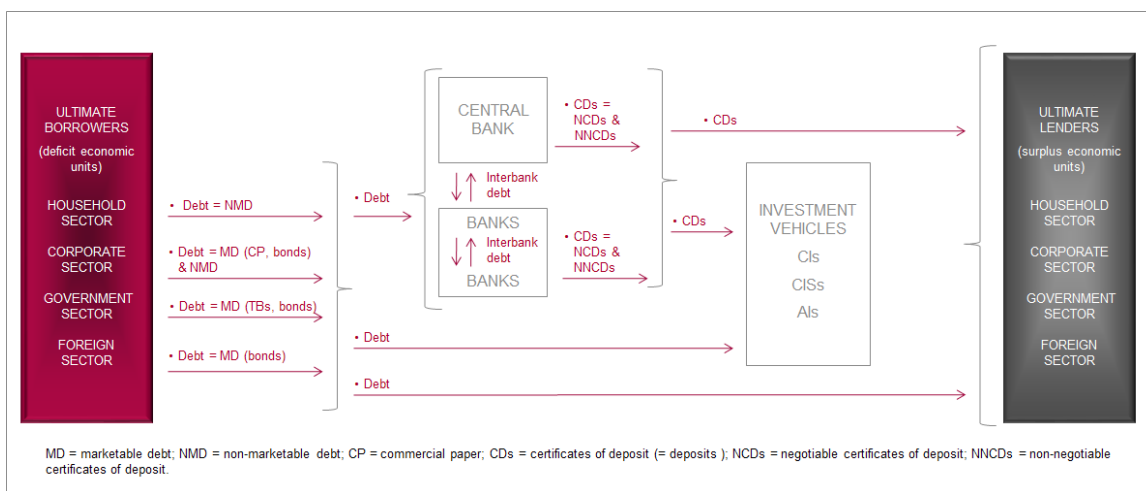 ULTIMATE
BORROWERS
(deficit economic
units)
HOUSEHOLD
SECTOR
CORPORATE
SECTOR
GOVERNMENT
SECTOR
FOREIGN
SECTOR
• Debt = NMD
• Debt = MD (CP, bonds)
& NMD
• Debt = MD (TBs, bonds)
• Debt = MD (bonds)
• Debt
CENTRAL
BANK
Interbank
debt
BANKS
Interbank
debt
BANKS
• CDs =
NCDs &
NNCDs
• CDs =
NCDs &
NNCDs
• CDs
• CDs
INVESTMENT
VEHICLES
CIs
CISs
AIs
• Debt
• Debt
ULTIMATE
LENDERS
(surplus economic
units)
HOUSEHOLD
SECTOR
CORPORATE
SECTOR
GOVERNMENT
SECTOR
FOREIGN
SECTOR
MD = marketable debt; NMD = non-marketable debt; CP = commercial paper; CDs = certificates of deposit (= deposits ); NCDs = negotiable certificates of deposit; NNCDs = non-negotiable
certificates of deposit.